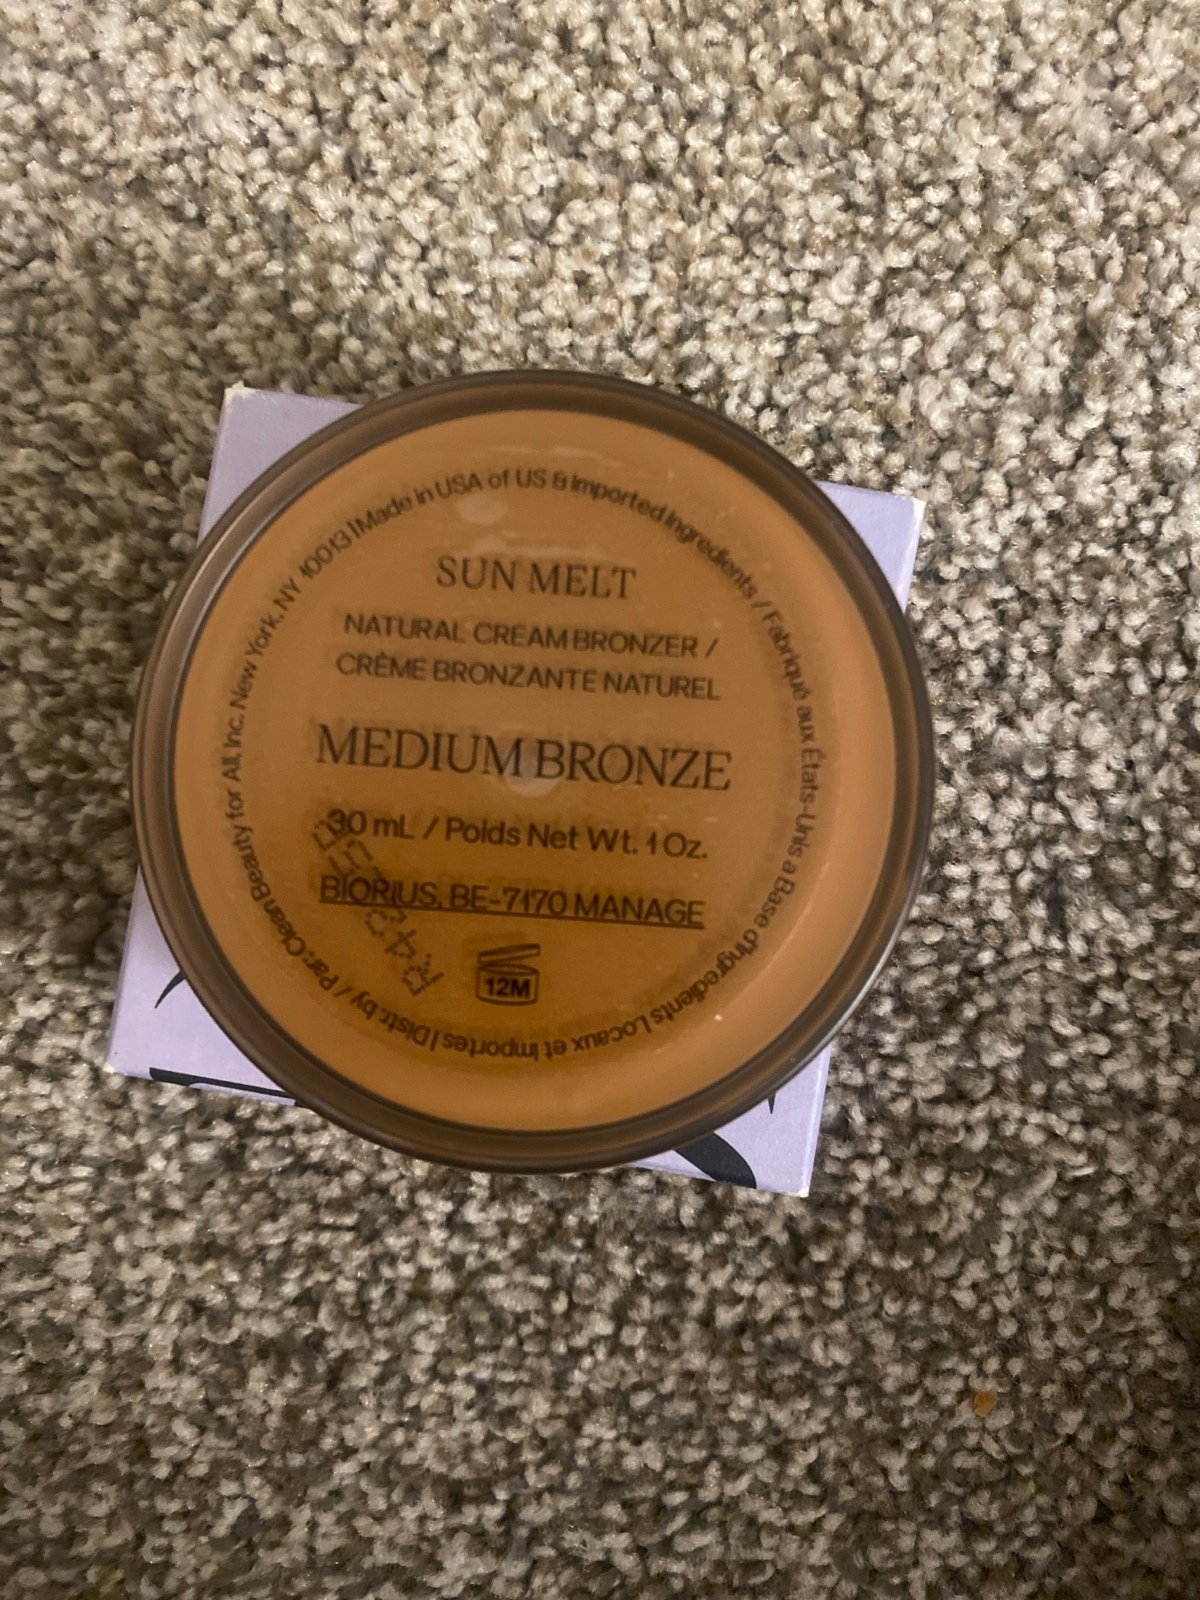 SUN MELT
NATURAL CREAM BRONZER /
CRÈME BRONZANTE NATUREL
MEDIUM BRONZE
30 mL / Poids Net Wt. 1 Oz.
BIORIUS, BE-7170 MANAGE
12M
Made in USA of US & Imported Ingredients / Fabriqué aux États-Unis a Base d'Ingredients Locaux et Importes | Distr. by / Par: Clean Beauty for All, Inc. New York, NY 10013 |